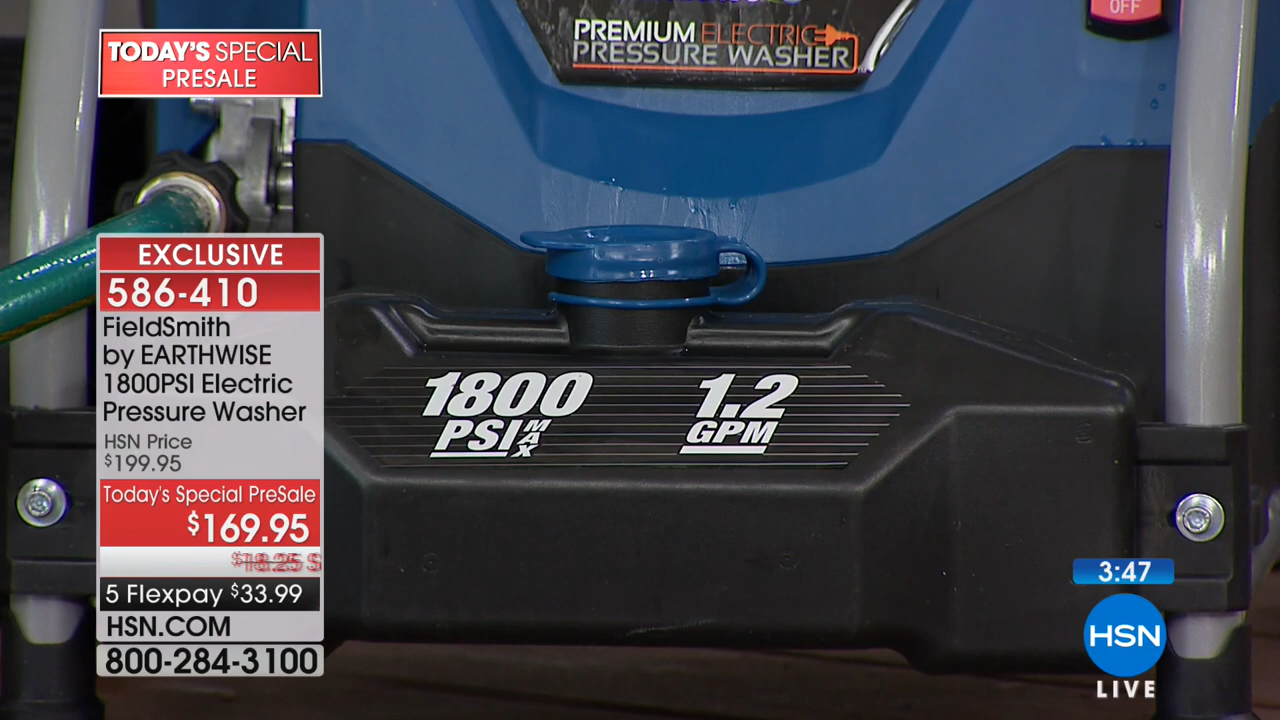 PREMIUM ELECTRIC
PRESSURE WASHER
OFF
TODAY'S SPECIAL
PRESALE
EXCLUSIVE
586-410
FieldSmith
by EARTHWISE
1800PSI Electric
Pressure Washer
HSN Price
$199.95
Today's Special PreSale
$169.95
5 Flexpay $33.99
HSN.COM
800-284-3100
1800
PSI MAX
1.2
GPM
3:47
HSN
LIVE